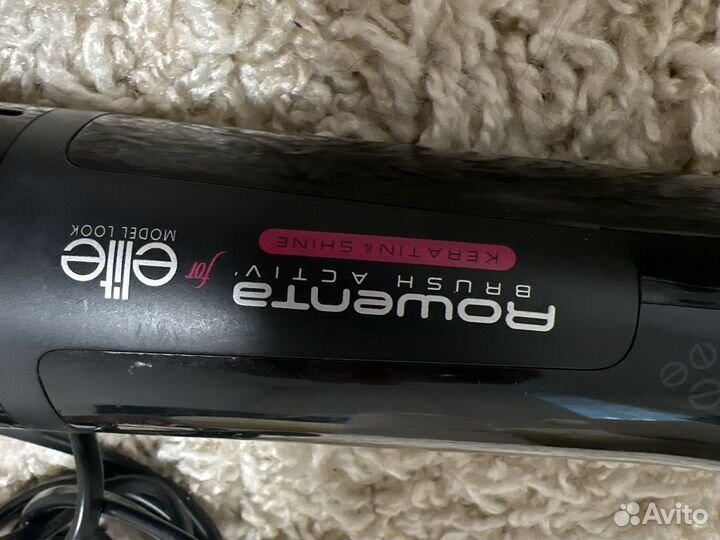 Rowenta
BRUSH ACTIV'
KERATIN & SHINE
for elite
MODEL LOOK
Avito